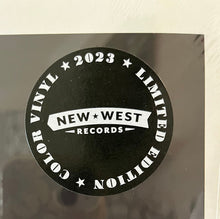 COLOR VINYL ★ 2023 ★ LIMITED EDITION ★
NEW ★ WEST
RECORDS